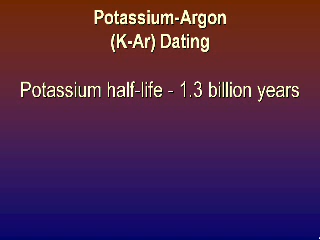 Potassium-Argon
(K-Ar) Dating
Potassium half-life - 1.3 billion years